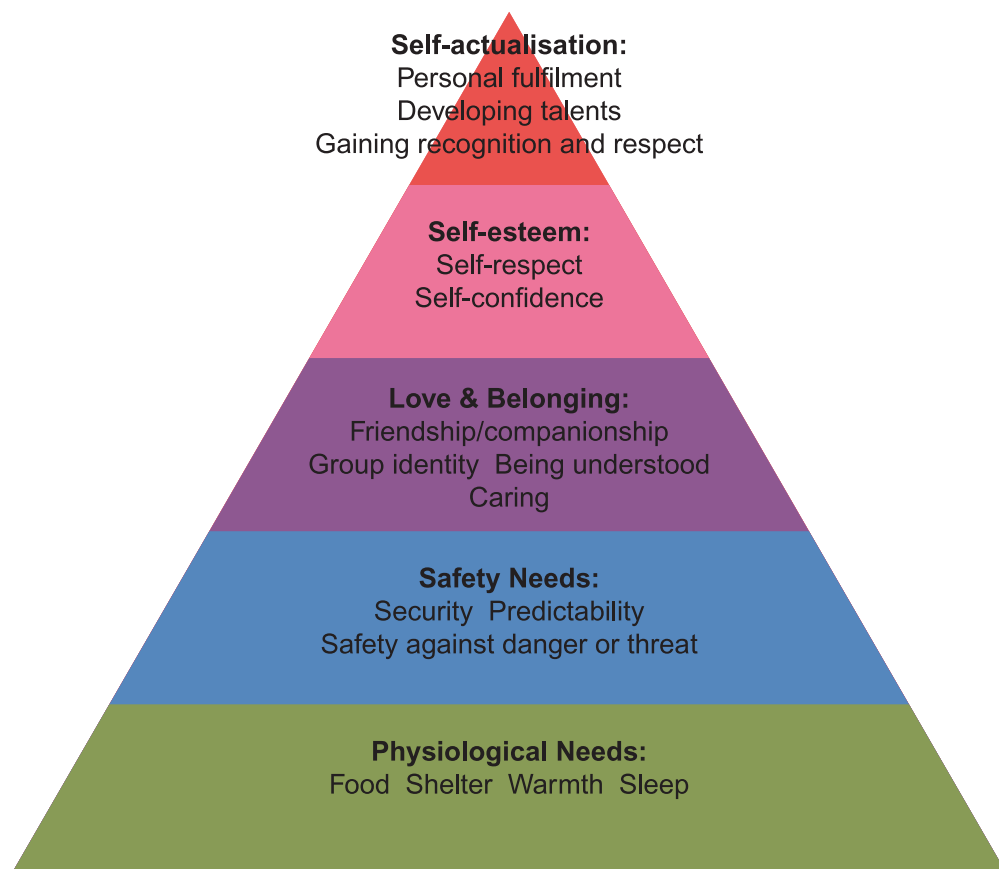 Self-actualisation:
Personal fulfilment
Developing talents
Gaining recognition and respect
Self-esteem:
Self-respect
Self-confidence
Love & Belonging:
Friendship/companionship
Group identity  Being understood
Caring
Safety Needs:
Security  Predictability
Safety against danger or threat
Physiological Needs:
Food  Shelter  Warmth  Sleep